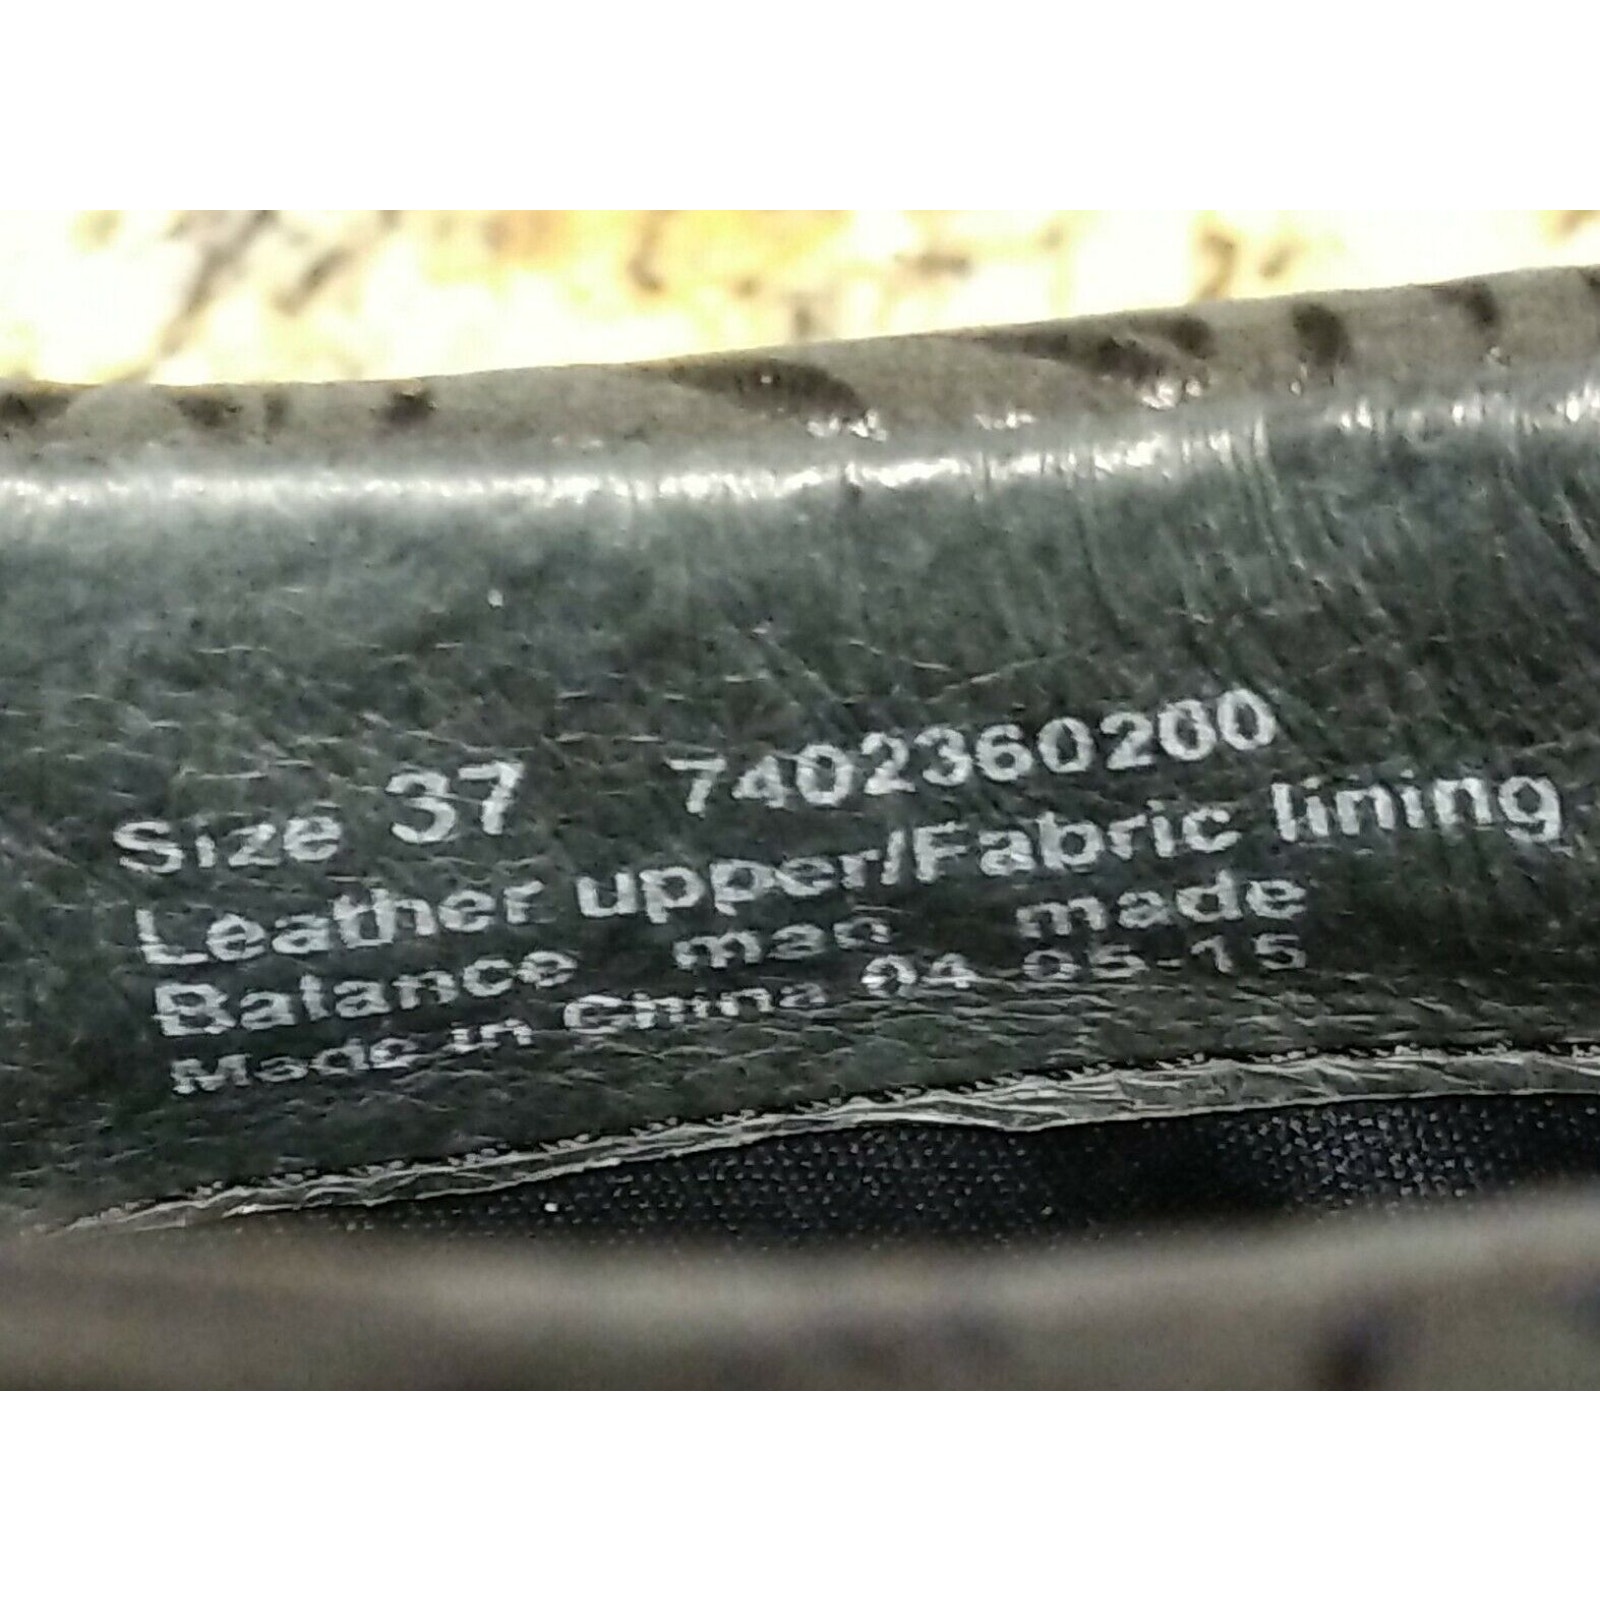 Size 37 7402360200
Leather upper/Fabric lining
Balance man made
Made in China 04-05-15